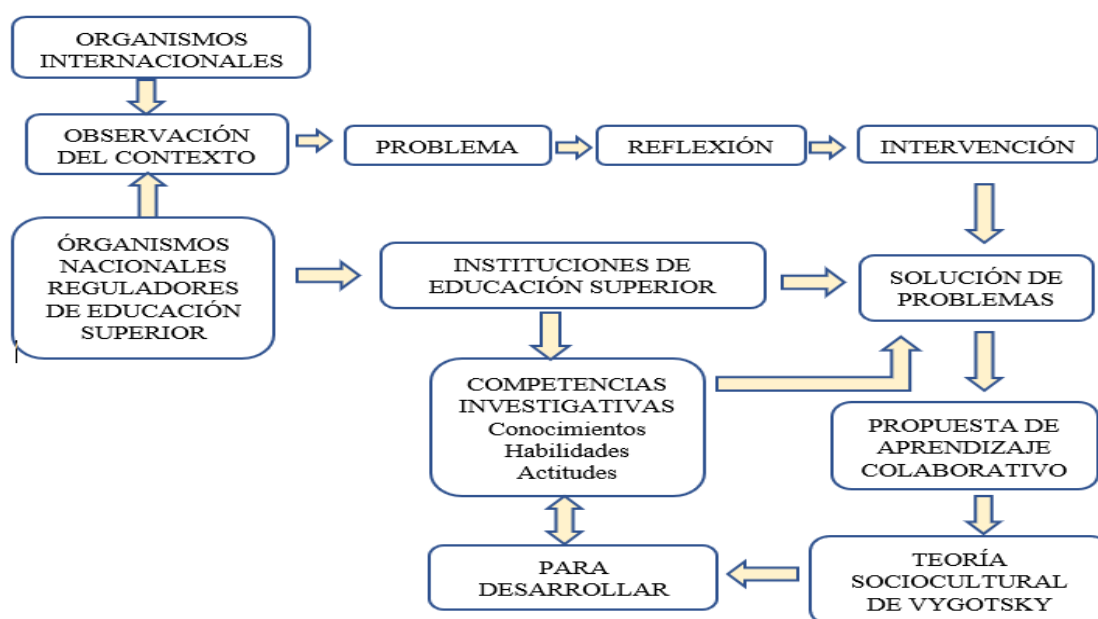 ORGANISMOS
INTERNACIONALES
OBSERVACIÓN
DEL CONTEXTO
PROBLEMA
REFLEXIÓN
INTERVENCIÓN
ÓRGANISMOS
NACIONALES
REGULADORES
DE EDUCACIÓN
SUPERIOR
INSTITUCIONES DE
EDUCACIÓN SUPERIOR
SOLUCIÓN DE
PROBLEMAS
COMPETENCIAS
INVESTIGATIVAS
Conocimientos
Habilidades
Actitudes
PROPUESTA DE
APRENDIZAJE
COLABORATIVO
PARA
DESARROLLAR
TEORÍA
SOCIOCULTURAL
DE VYGOTSKY